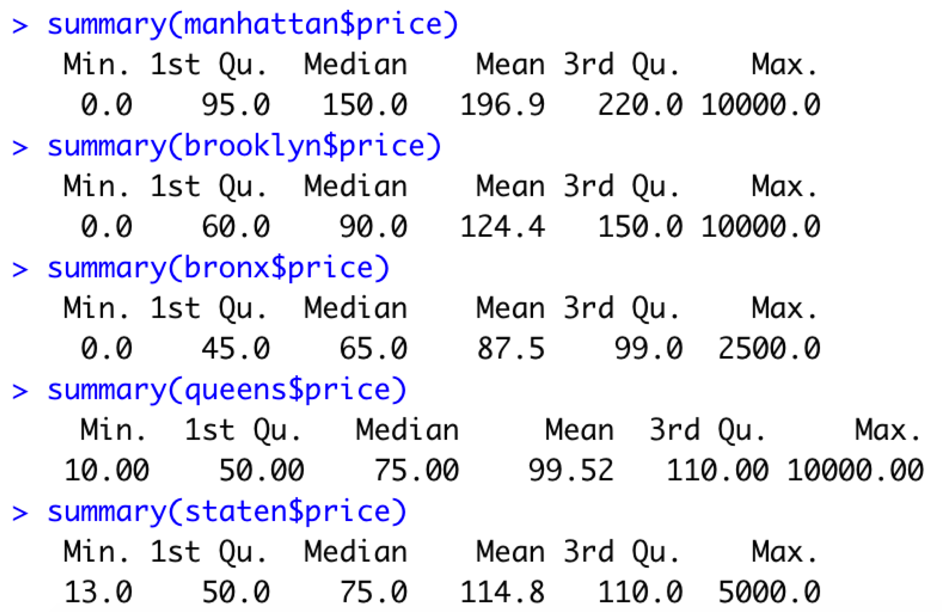 > summary(manhattan$price)
Min. 1st Qu. Median Mean 3rd Qu. Max.
0.0 95.0 150.0 196.9 220.0 10000.0
> summary(brooklyn$price)
Min. 1st Qu. Median Mean 3rd Qu. Max.
0.0 60.0 90.0 124.4 150.0 10000.0
> summary(bronx$price)
Min. 1st Qu. Median Mean 3rd Qu. Max.
0.0 45.0 65.0 87.5 99.0 2500.0
> summary(queens$price)
Min. 1st Qu. Median Mean 3rd Qu. Max.
10.00 50.00 75.00 99.52 110.00 10000.00
> summary(staten$price)
Min. 1st Qu. Median Mean 3rd Qu. Max.
13.0 50.0 75.0 114.8 110.0 5000.0